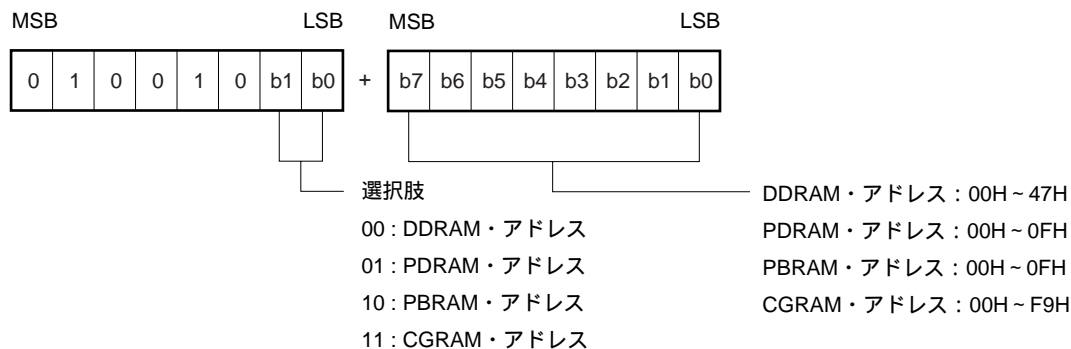 MSB LSB MSB LSB
0 1 0 0 1 0 b1 b0 + b7 b6 b5 b4 b3 b2 b1 b0
選択肢
00 : DDRAM・アドレス
01 : PDRAM・アドレス
10 : PBRAM・アドレス
11 : CGRAM・アドレス
DDRAM・アドレス：00H ~ 47H
PDRAM・アドレス：00H ~ 0FH
PBRAM・アドレス：00H ~ 0FH
CGRAM・アドレス：00H ~ F9H